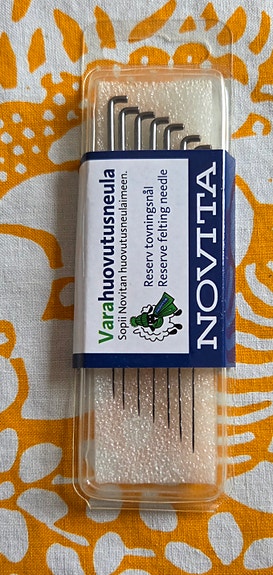 Varahuovutusneula
Sopii Novitan huovutusneulaimeen.
Reserv tovningsnål
Reserve felting needle
NOVITA